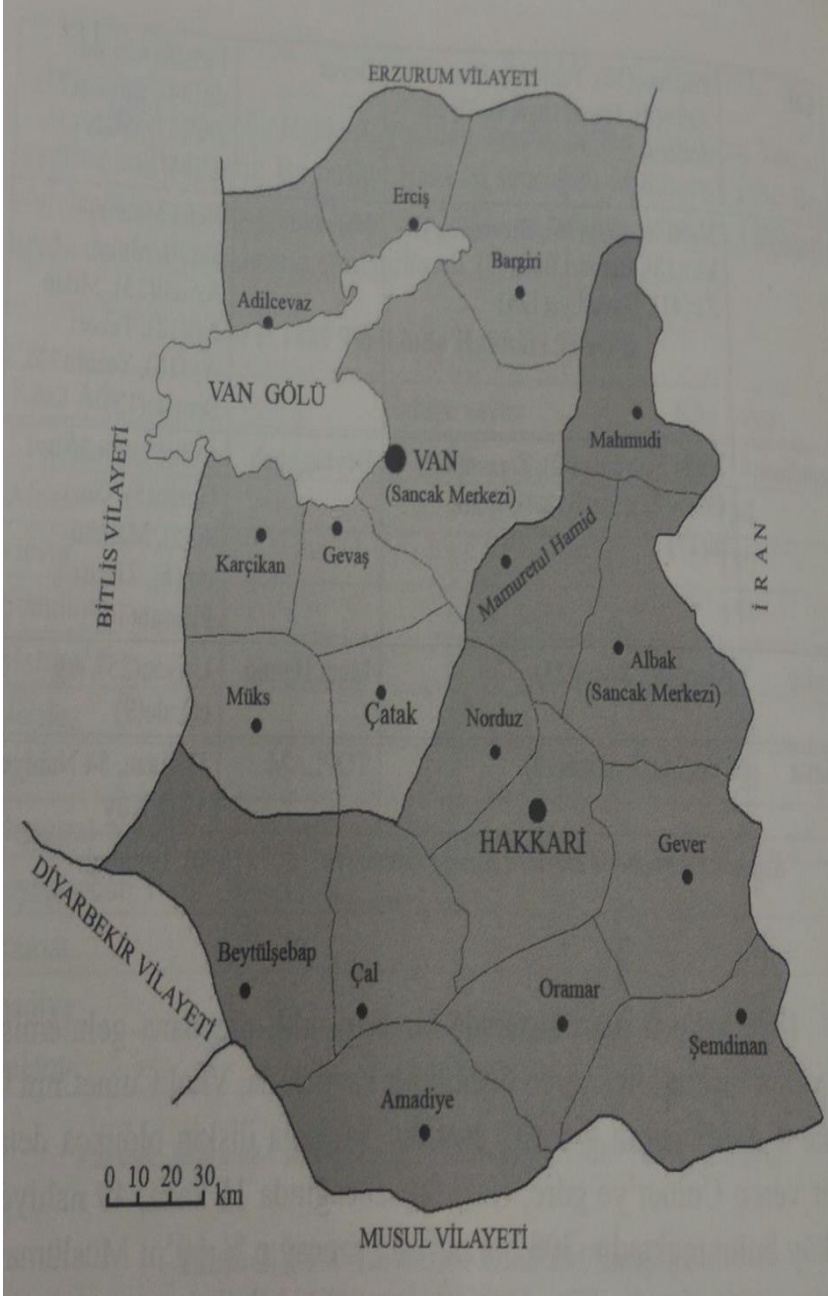 ERZURUM VİLAYETİ
Erciş
Bargiri
Adilcevaz
VAN GÖLÜ
Mahmudi
VAN
(Sancak Merkezi)
BİTLİS VİLAYETİ
Karçikan
Gevaş
Mamuretul Hamid
İRAN
Albak
(Sancak Merkezi)
Müks
Çatak
Norduz
HAKKARİ
Gever
DİYARBEKİR VİLAYETİ
Beytülşebap
Çal
Oramar
Şemdinan
Amadiye
0 10 20 30 km
MUSUL VİLAYETİ